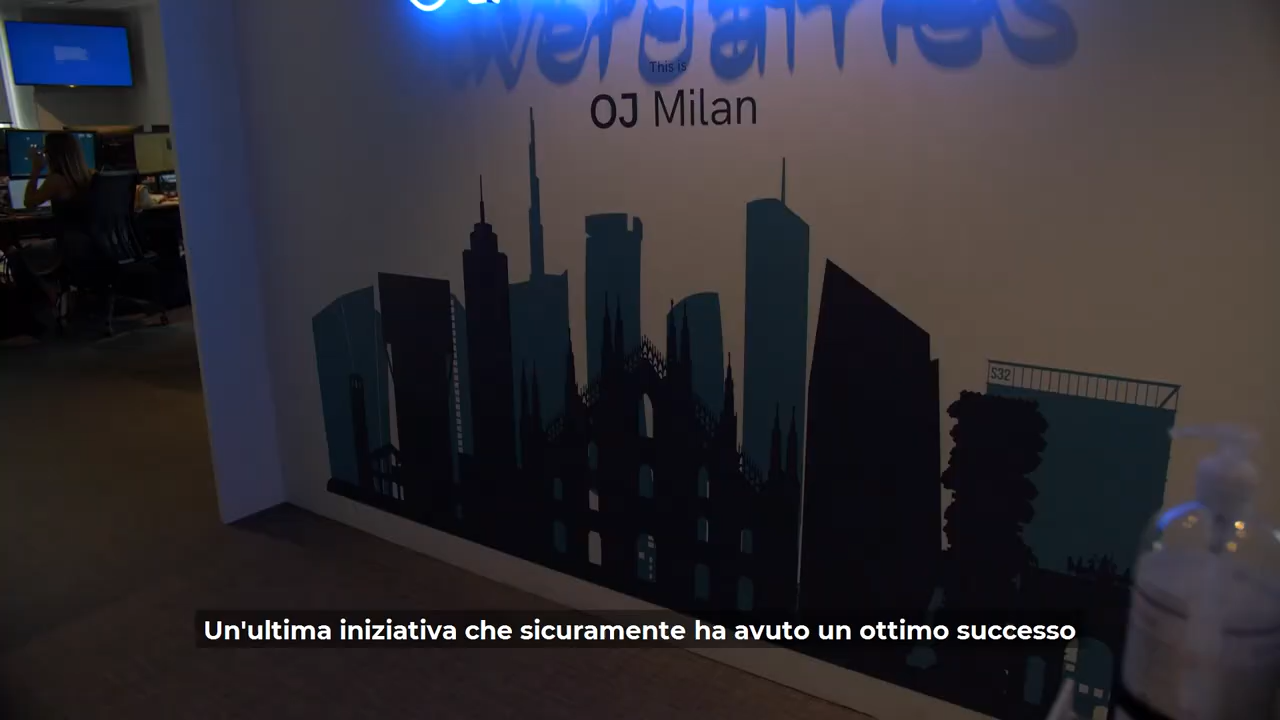 This is
OJ Milan
S32
Un'ultima iniziativa che sicuramente ha avuto un ottimo successo